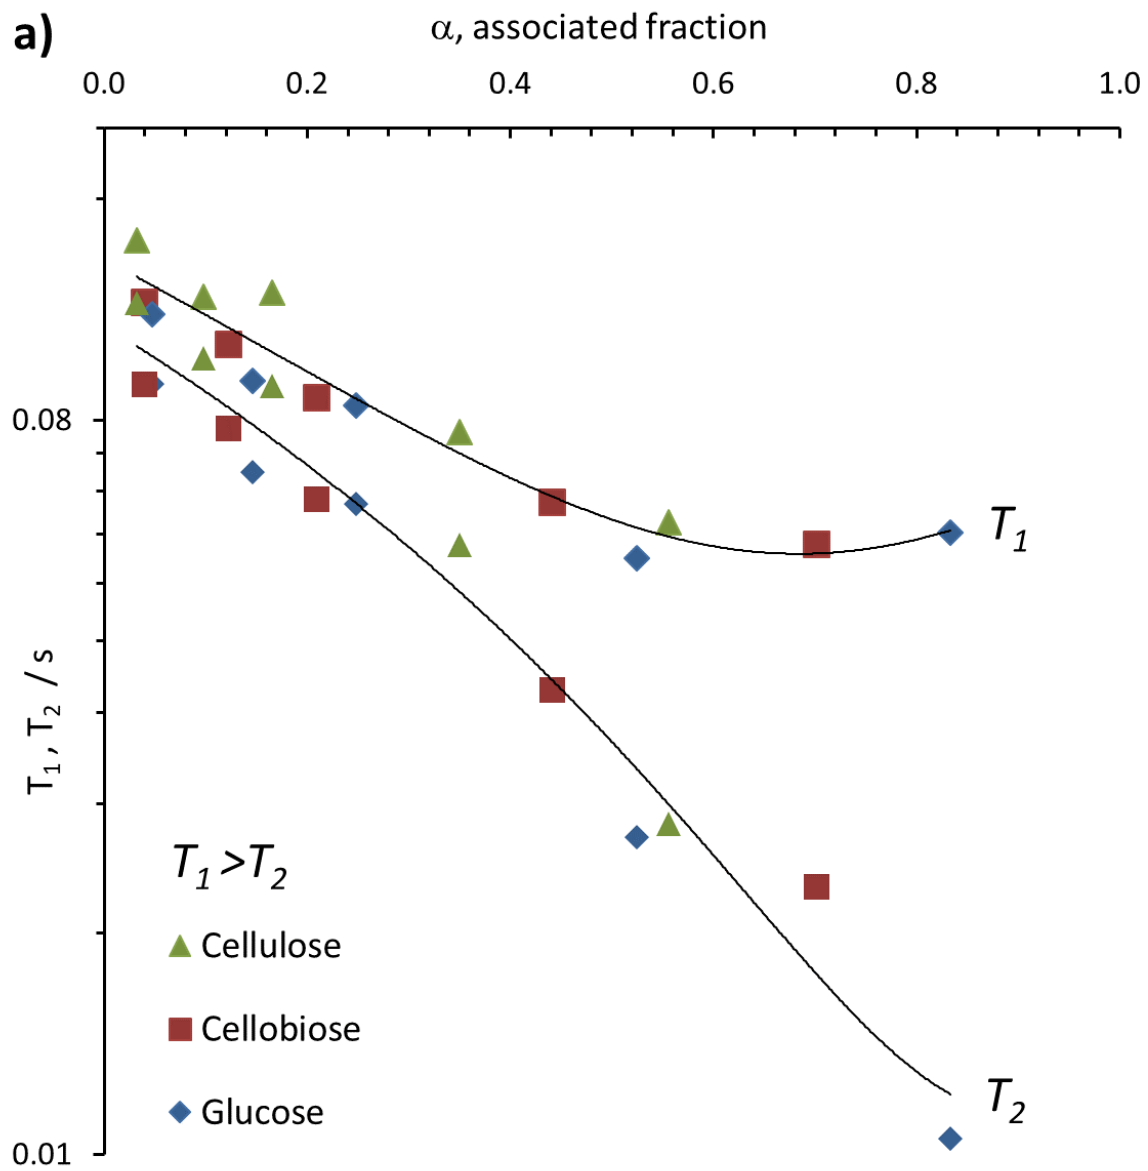 a)
α, associated fraction
0.0 0.2 0.4 0.6 0.8 1.0
0.08
T₁
T₁, T₂ / s
T₁ >T₂
Cellulose
Cellobiose
T₂
Glucose
0.01